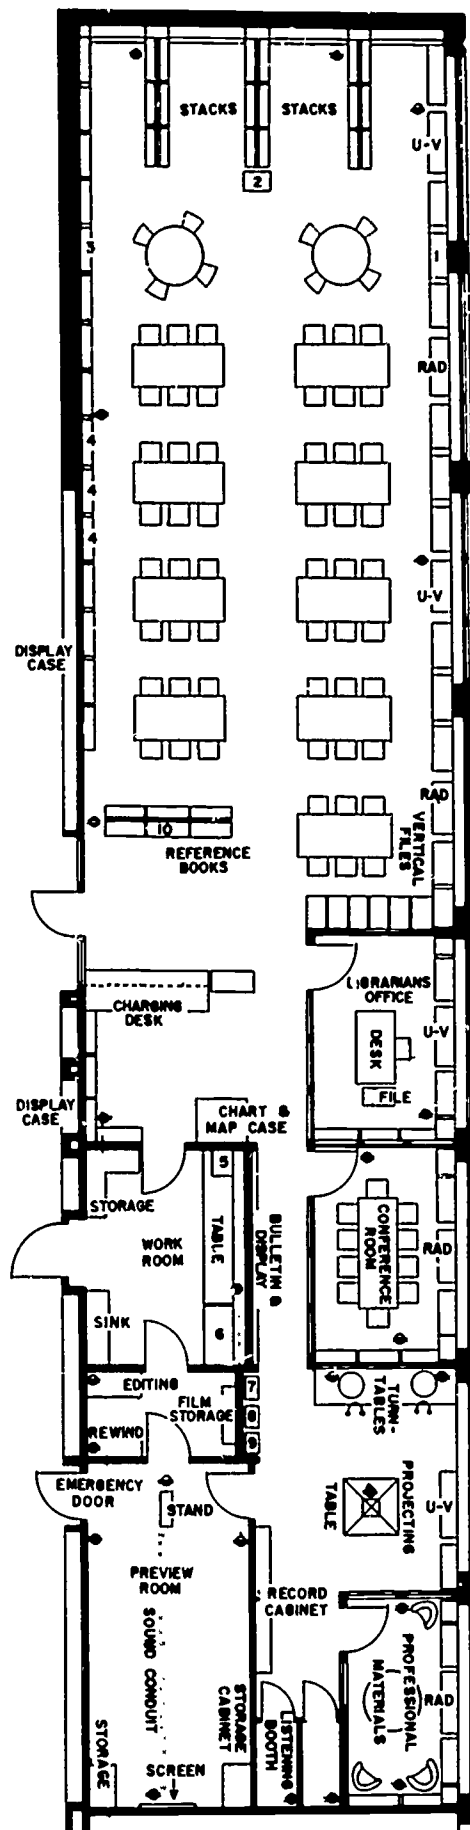 STACKS
STACKS
U-V
2
3
1
RAD
4
4
4
U-V
DISPLAY
CASE
RAD
VERTICAL
FILES
10
REFERENCE
BOOKS
LIBRARIANS
OFFICE
CHARGING
DESK
DESK
U-V
FILE
DISPLAY
CASE
CHART &
MAP CASE
5
STORAGE
TABLE
BULLETIN &
DISPLAY
WORK
ROOM
CONFERENCE
ROOM
RAD
SINK
6
EDITING
7
FILM
STORAGE
8
REWIND
9
TURN-
TABLES
EMERGENCY
DOOR
STAND
PROJECTING
TABLE
U-V
PREVIEW
ROOM
RECORD
CABINET
SOUND CONDUIT
PROFESSIONAL
MATERIALS
RAD
STORAGE
CABINET
LISTENING
BOOTH
STORAGE
SCREEN